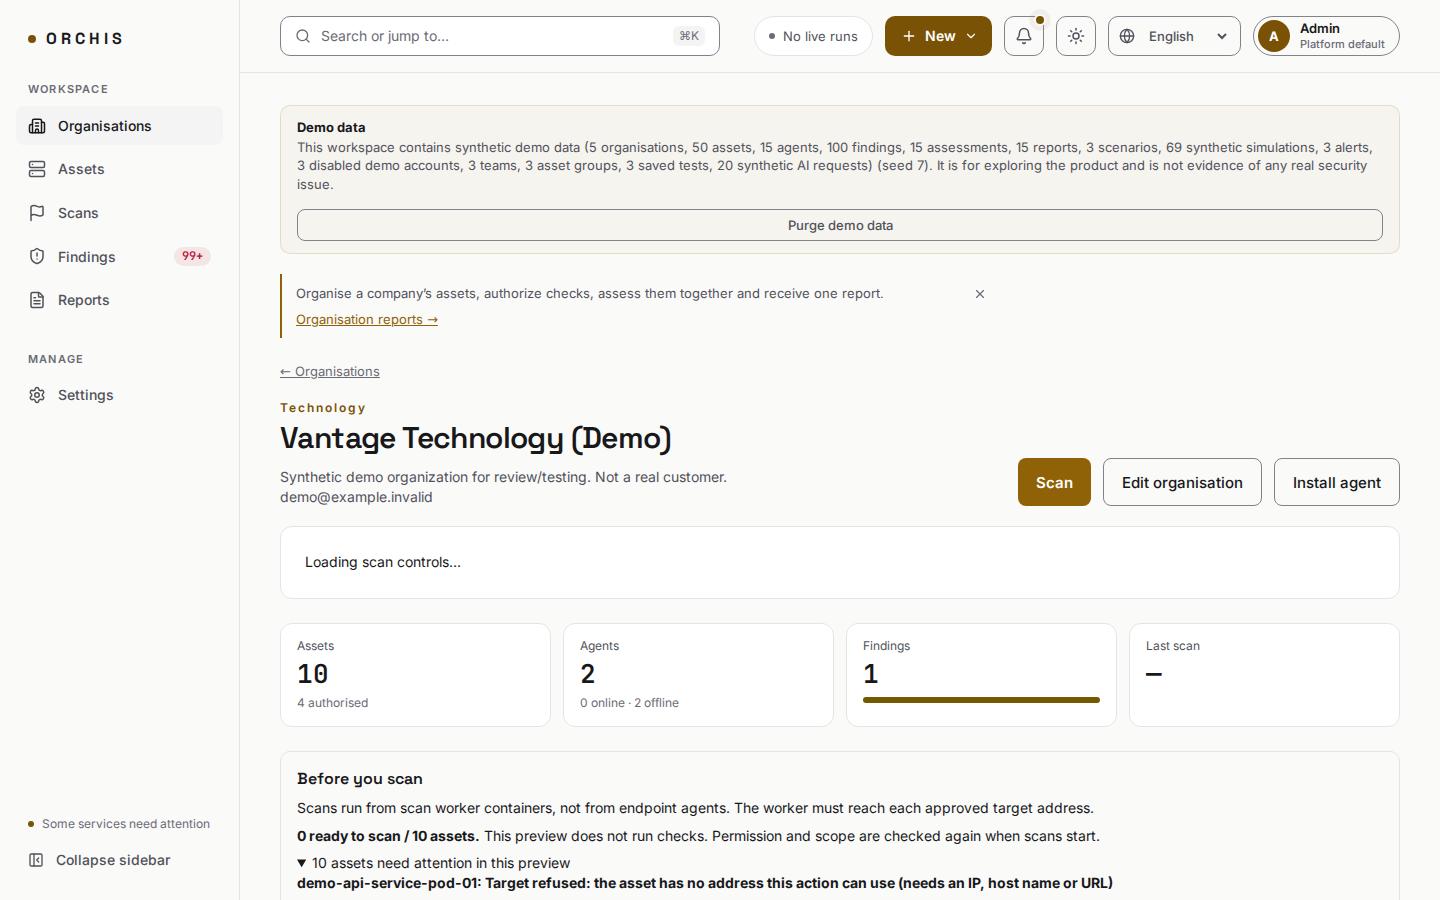 ORCHIS
Search or jump to...
⌘K
No live runs
New
English
A
Admin
Platform default
WORKSPACE
Organisations
Assets
Scans
Findings
99+
Reports
MANAGE
Settings
Some services need attention
Collapse sidebar
Demo data
This workspace contains synthetic demo data (5 organisations, 50 assets, 15 agents, 100 findings, 15 assessments, 15 reports, 3 scenarios, 69 synthetic simulations, 3 alerts,
3 disabled demo accounts, 3 teams, 3 asset groups, 3 saved tests, 20 synthetic AI requests) (seed 7). It is for exploring the product and is not evidence of any real security
issue.
Purge demo data
Organise a company’s assets, authorize checks, assess them together and receive one report.
Organisation reports →
← Organisations
Technology
Vantage Technology (Demo)
Synthetic demo organization for review/testing. Not a real customer.
demo@example.invalid
Scan
Edit organisation
Install agent
Loading scan controls...
Assets
10
4 authorised
Agents
2
0 online · 2 offline
Findings
1
Last scan
—
Before you scan
Scans run from scan worker containers, not from endpoint agents. The worker must reach each approved target address.
0 ready to scan / 10 assets. This preview does not run checks. Permission and scope are checked again when scans start.
▼ 10 assets need attention in this preview
demo-api-service-pod-01: Target refused: the asset has no address this action can use (needs an IP, host name or URL)